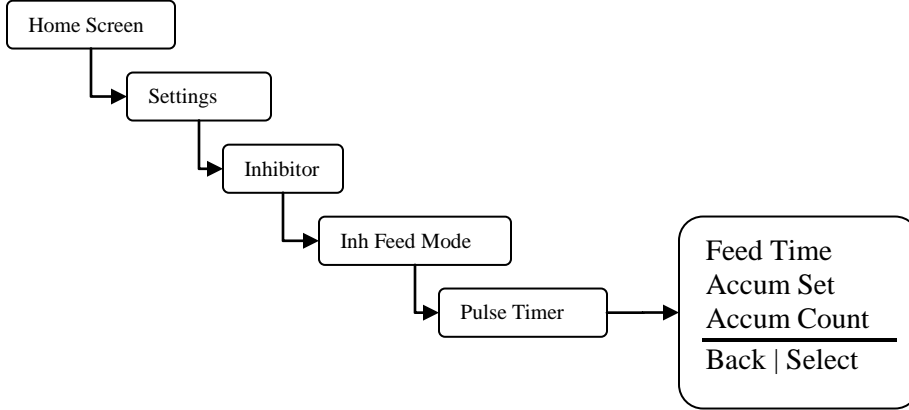 Home Screen
Settings
Inhibitor
Inh Feed Mode
Pulse Timer
Feed Time
Accum Set
Accum Count
Back | Select